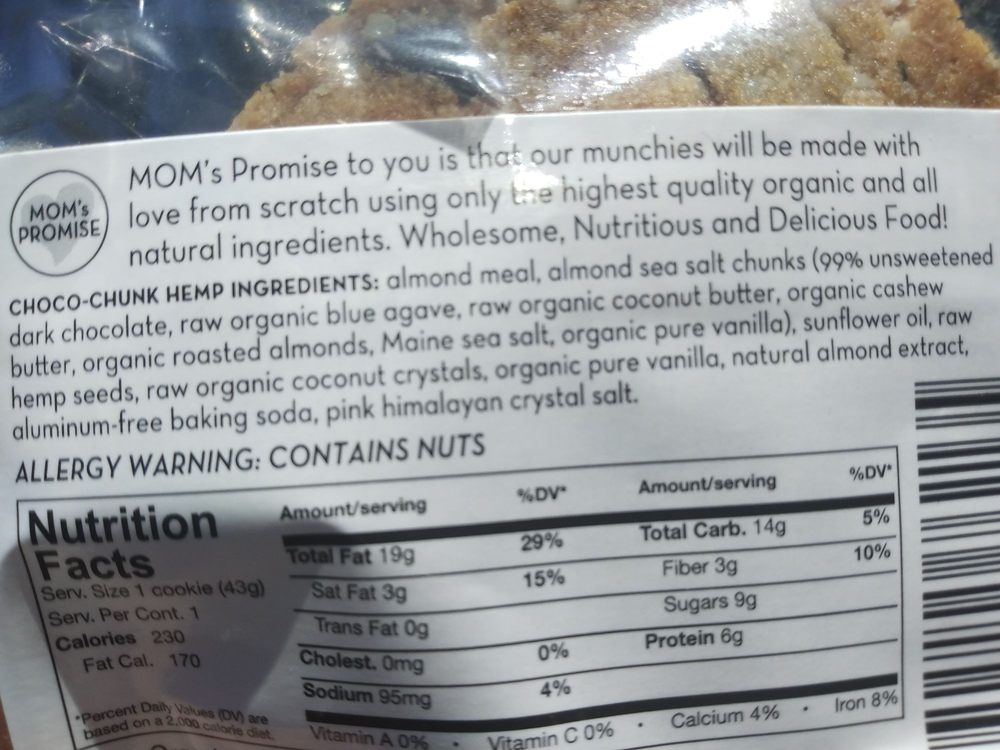 MOM's
PROMISE
MOM's Promise to you is that our munchies will be made with
love from scratch using only the highest quality organic and all
natural ingredients. Wholesome, Nutritious and Delicious Food!
CHOCO-CHUNK HEMP INGREDIENTS: almond meal, almond sea salt chunks (99% unsweetened
dark chocolate, raw organic blue agave, raw organic coconut butter, organic cashew
butter, organic roasted almonds, Maine sea salt, organic pure vanilla), sunflower oil, raw
hemp seeds, raw organic coconut crystals, organic pure vanilla, natural almond extract,
aluminum-free baking soda, pink himalayan crystal salt.
ALLERGY WARNING: CONTAINS NUTS
Nutrition
Facts
Serv. Size 1 cookie (43g)
Serv. Per Cont. 1
Calories 230
Fat Cal. 170
*Percent Daily Values (DV) are
based on a 2,000 calorie diet.
Amount/serving %DV* Amount/serving %DV*
Total Fat 19g 29% Total Carb. 14g 5%
Sat Fat 3g 15% Fiber 3g 10%
Trans Fat 0g Sugars 9g
Cholest. 0mg 0% Protein 6g
Sodium 95mg 4%
Vitamin A 0% • Vitamin C 0% • Calcium 4% • Iron 8%